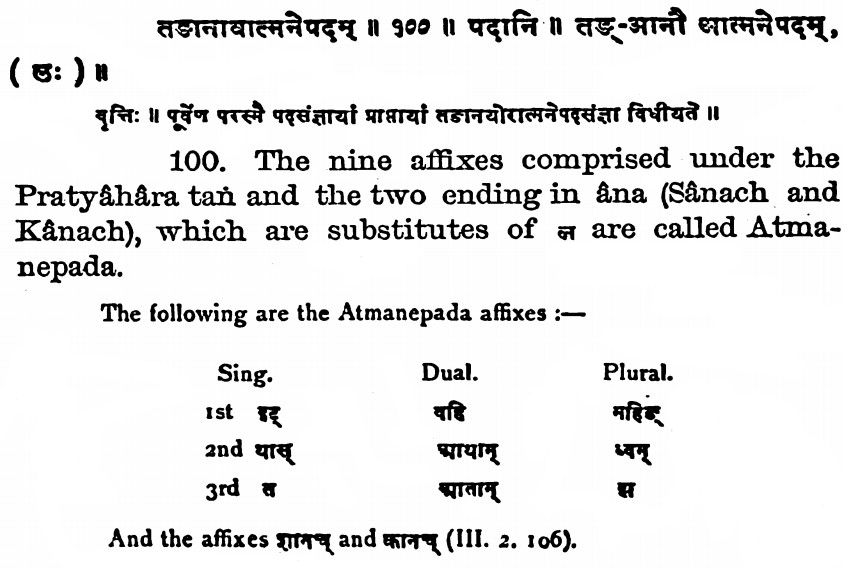 तङानावात्मनेपदम् ॥ १०० ॥ पदानि ॥ तङ्-आनौ आत्मनेपदम्,
( लः ) ॥
वृत्तिः ॥ पूर्वेण परस्मै पदसंज्ञायां प्राप्तायां तङानयोरात्मनेपदसंज्ञा विधीयते ॥
100. The nine affixes comprised under the
Pratyâhâra taṅ and the two ending in âna (Sânach and
Kânach), which are substitutes of ल are called Atma-
nepada.
The following are the Atmanepada affixes :—
Sing. Dual. Plural.
1st इट् वहि महिङ्
2nd थास् आथाम् ध्वम्
3rd त आताम् झ
And the affixes शानच् and कानच् (III. 2. 106).